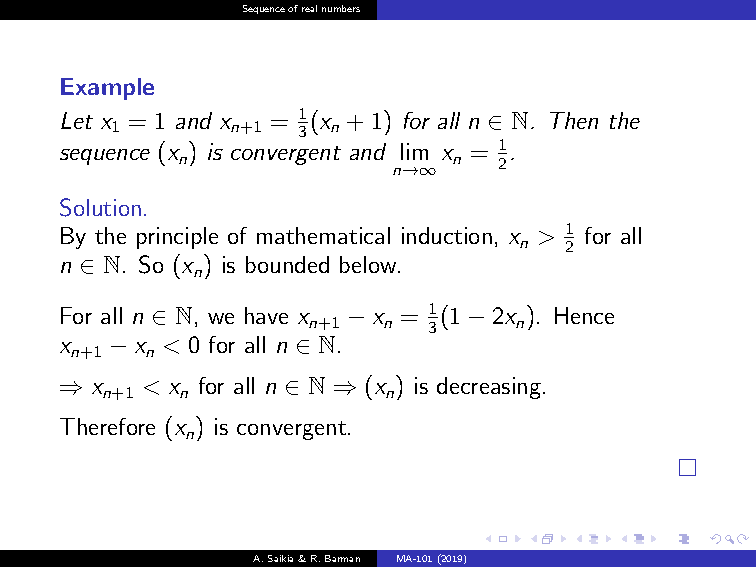 Sequence of real numbers
Example
Let x₁ = 1 and xₙ₊₁ = 1/3(xₙ + 1) for all n ∈ ℕ. Then the
sequence (xₙ) is convergent and lim n→∞ xₙ = 1/2.
Solution.
By the principle of mathematical induction, xₙ > 1/2 for all
n ∈ ℕ. So (xₙ) is bounded below.
For all n ∈ ℕ, we have xₙ₊₁ − xₙ = 1/3(1 − 2xₙ). Hence
xₙ₊₁ − xₙ < 0 for all n ∈ ℕ.
⇒ xₙ₊₁ < xₙ for all n ∈ ℕ ⇒ (xₙ) is decreasing.
Therefore (xₙ) is convergent.
□
A. Saikia & R. Barman MA-101 (2019)